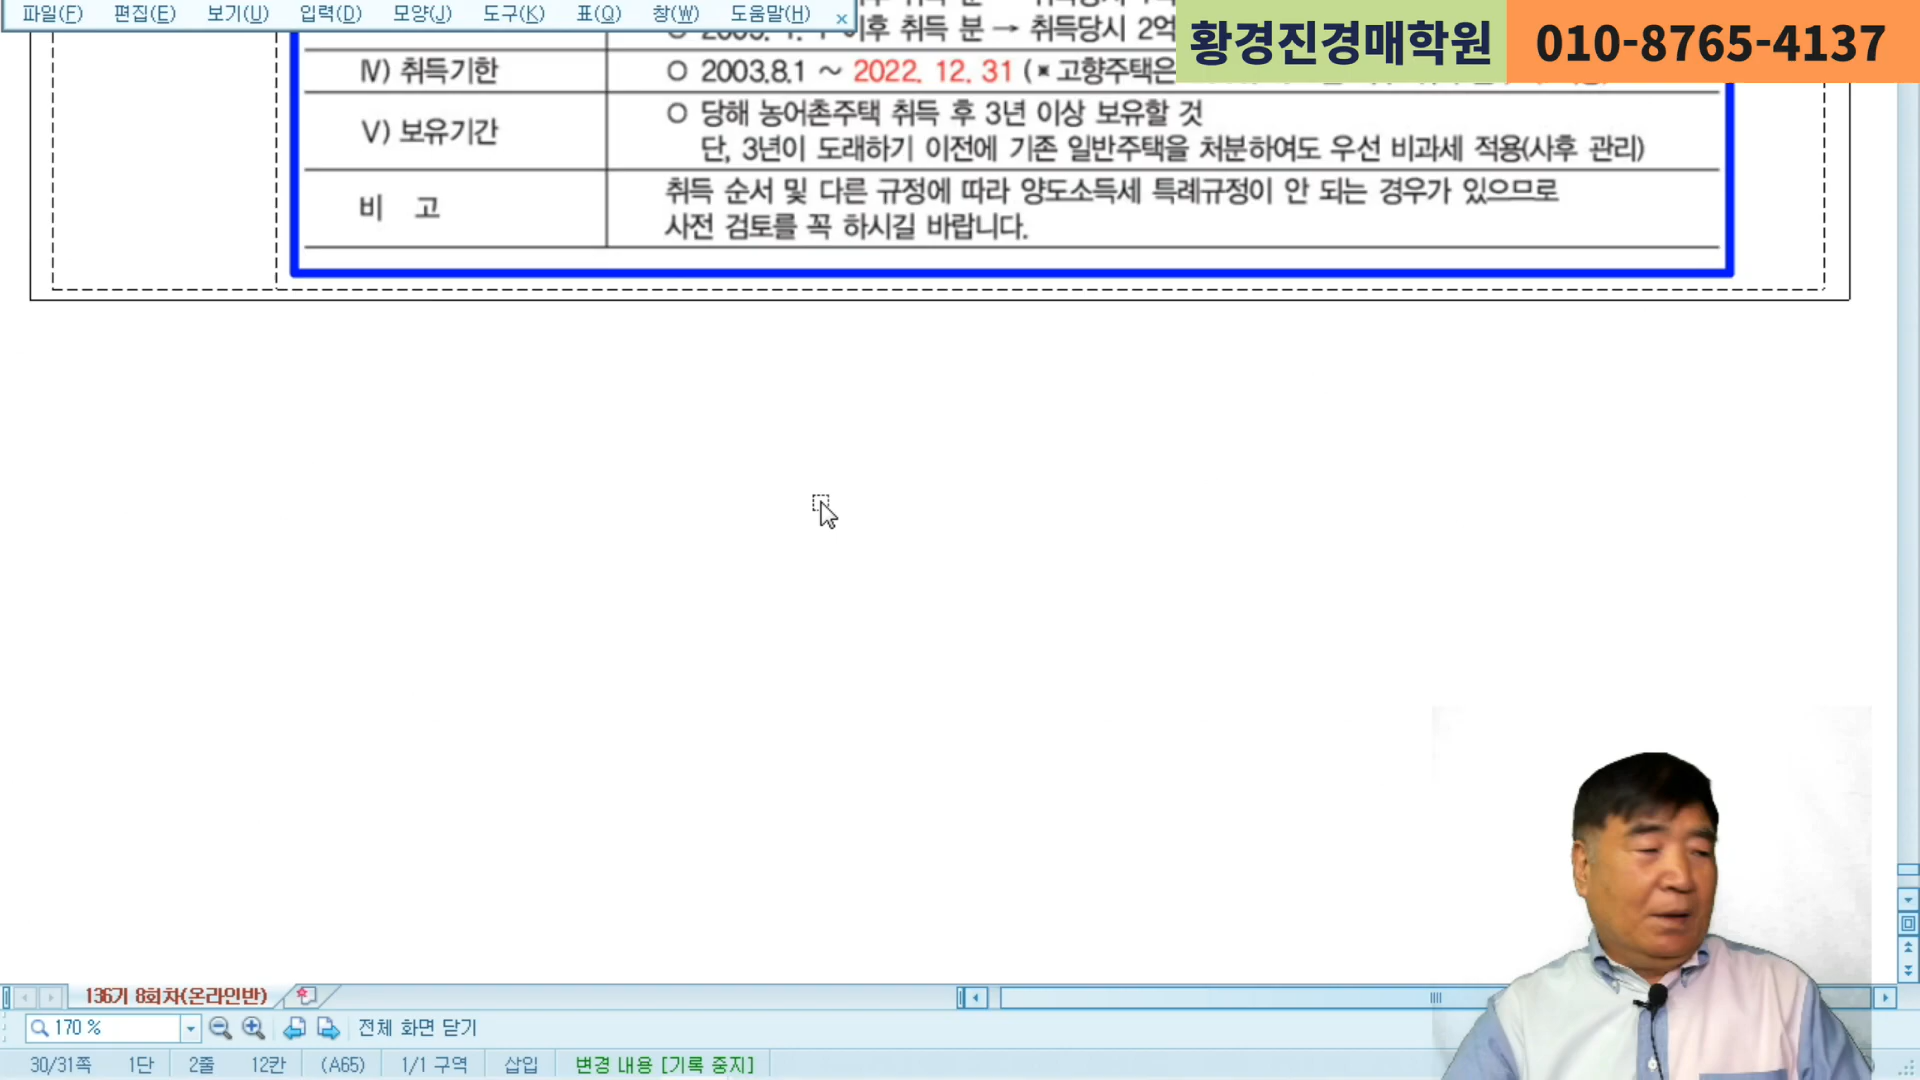 파일(F) 편집(E) 보기(U) 입력(D) 모양(J) 도구(K) 표(Q) 창(W) 도움말(H) ×
황경진경매학원 010-8765-4137
이후 취득 분 → 취득당시 2억
Ⅳ) 취득기한 ○ 2003.8.1 ～ 2022. 12. 31 (※고향주택은
Ⅴ) 보유기간
○ 당해 농어촌주택 취득 후 3년 이상 보유할 것
단, 3년이 도래하기 이전에 기존 일반주택을 처분하여도 우선 비과세 적용(사후 관리)
비 고
취득 순서 및 다른 규정에 따라 양도소득세 특례규정이 안 되는 경우가 있으므로
사전 검토를 꼭 하시길 바랍니다.
136기 8회차(온라인반)
170 % 전체 화면 닫기
30/31쪽 1단 2줄 12칸 (A65) 1/1 구역 삽입 변경 내용 [기록 중지]